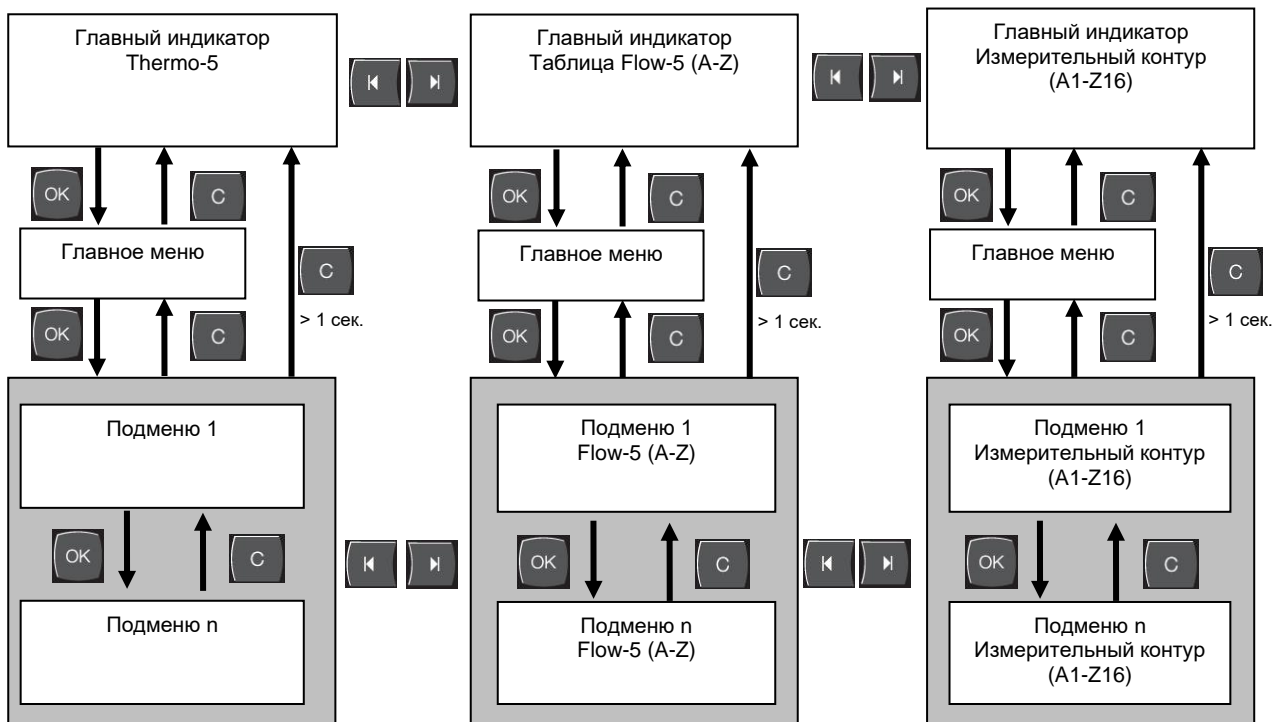 Главный индикатор
Thermo-5
Главный индикатор
Таблица Flow-5 (A-Z)
Главный индикатор
Измерительный контур
(A1-Z16)
OK
C
OK
C
OK
C
Главное меню
Главное меню
Главное меню
C
C
C
OK
C
> 1 сек.
OK
C
> 1 сек.
OK
C
> 1 сек.
Подменю 1
Подменю 1
Flow-5 (A-Z)
Подменю 1
Измерительный контур
(A1-Z16)
OK
C
OK
C
OK
C
Подменю n
Подменю n
Flow-5 (A-Z)
Подменю n
Измерительный контур
(A1-Z16)